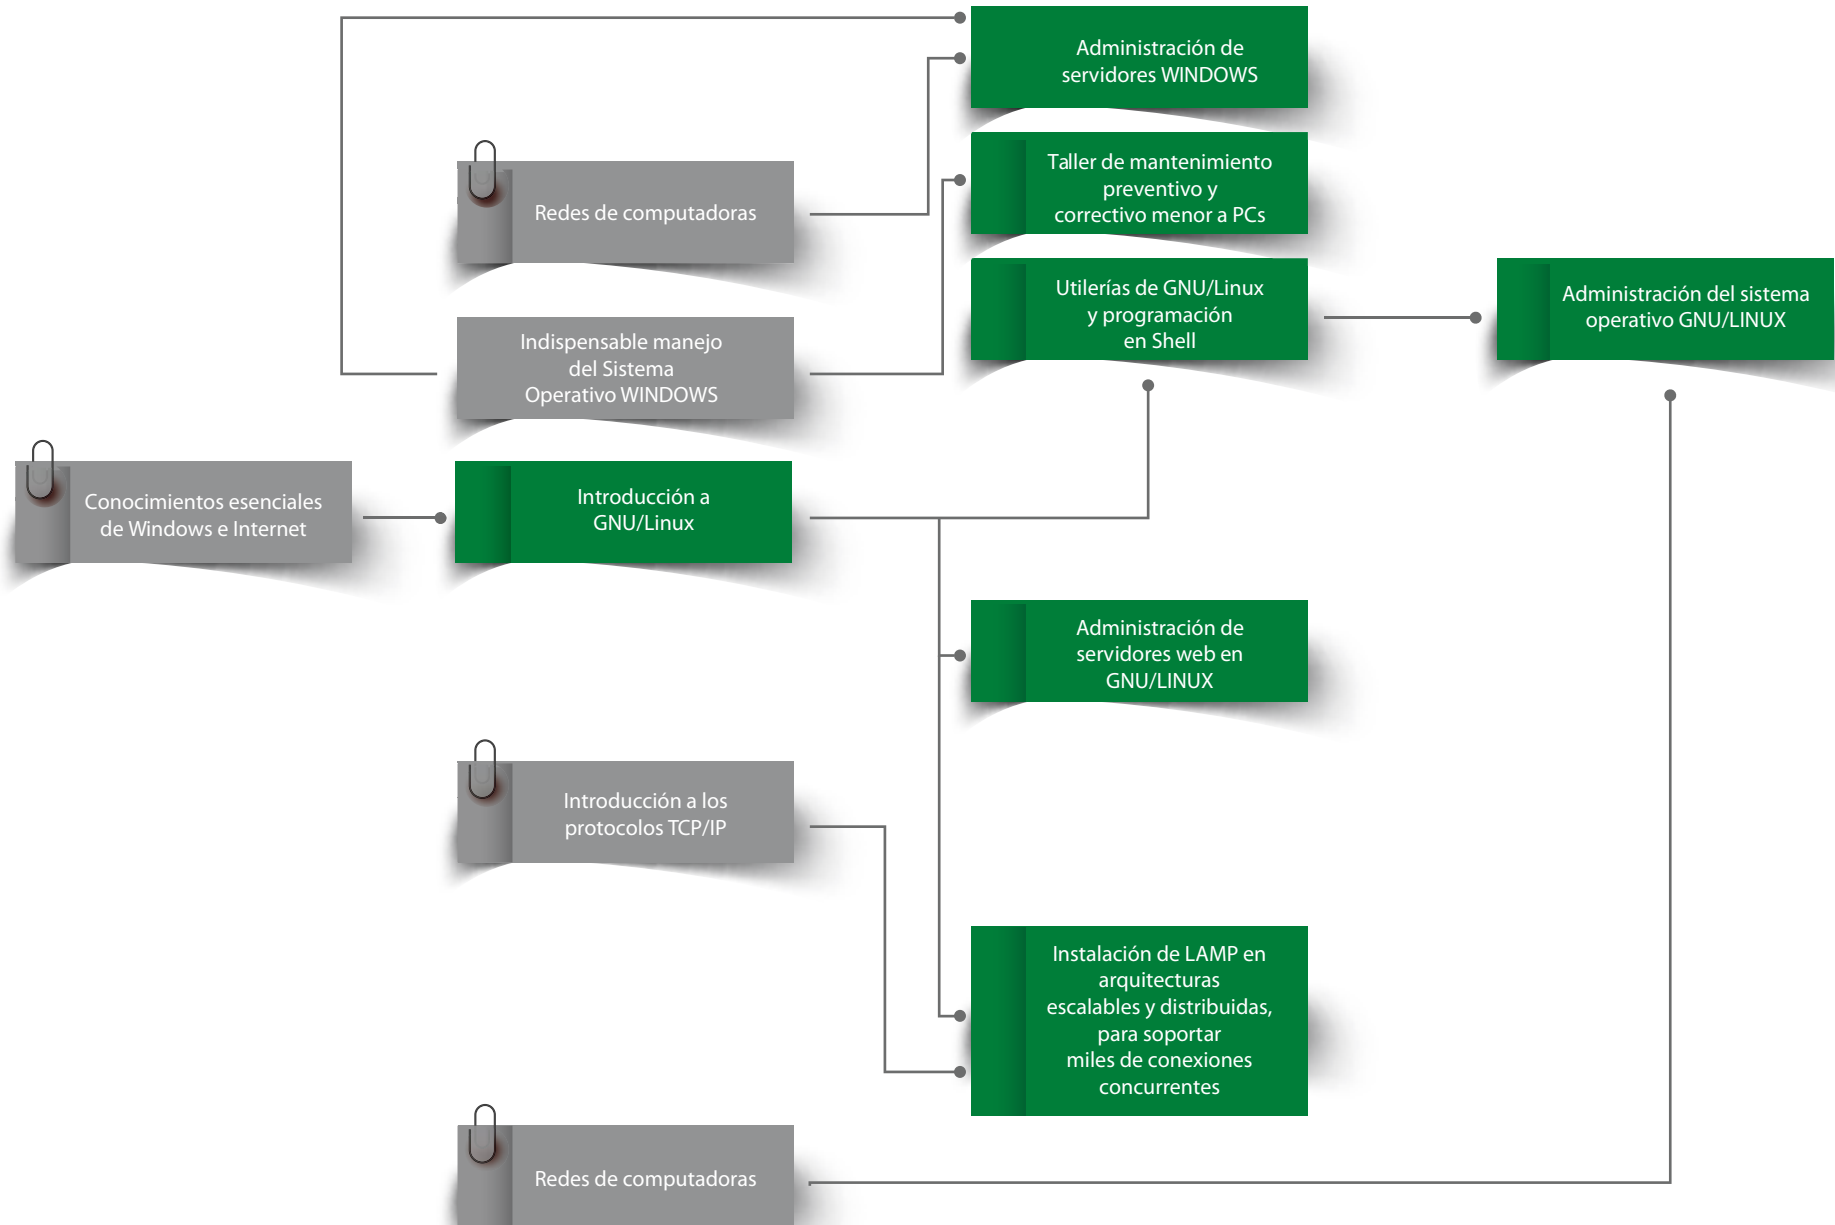 Administración de
servidores WINDOWS
Redes de computadoras
Taller de mantenimiento
preventivo y
correctivo menor a PCs
Utilerías de GNU/Linux
y programación
en Shell
Administración del sistema
operativo GNU/LINUX
Indispensable manejo
del Sistema
Operativo WINDOWS
Conocimientos esenciales
de Windows e Internet
Introducción a
GNU/Linux
Administración de
servidores web en
GNU/LINUX
Introducción a los
protocolos TCP/IP
Instalación de LAMP en
arquitecturas
escalables y distribuidas,
para soportar
miles de conexiones
concurrentes
Redes de computadoras